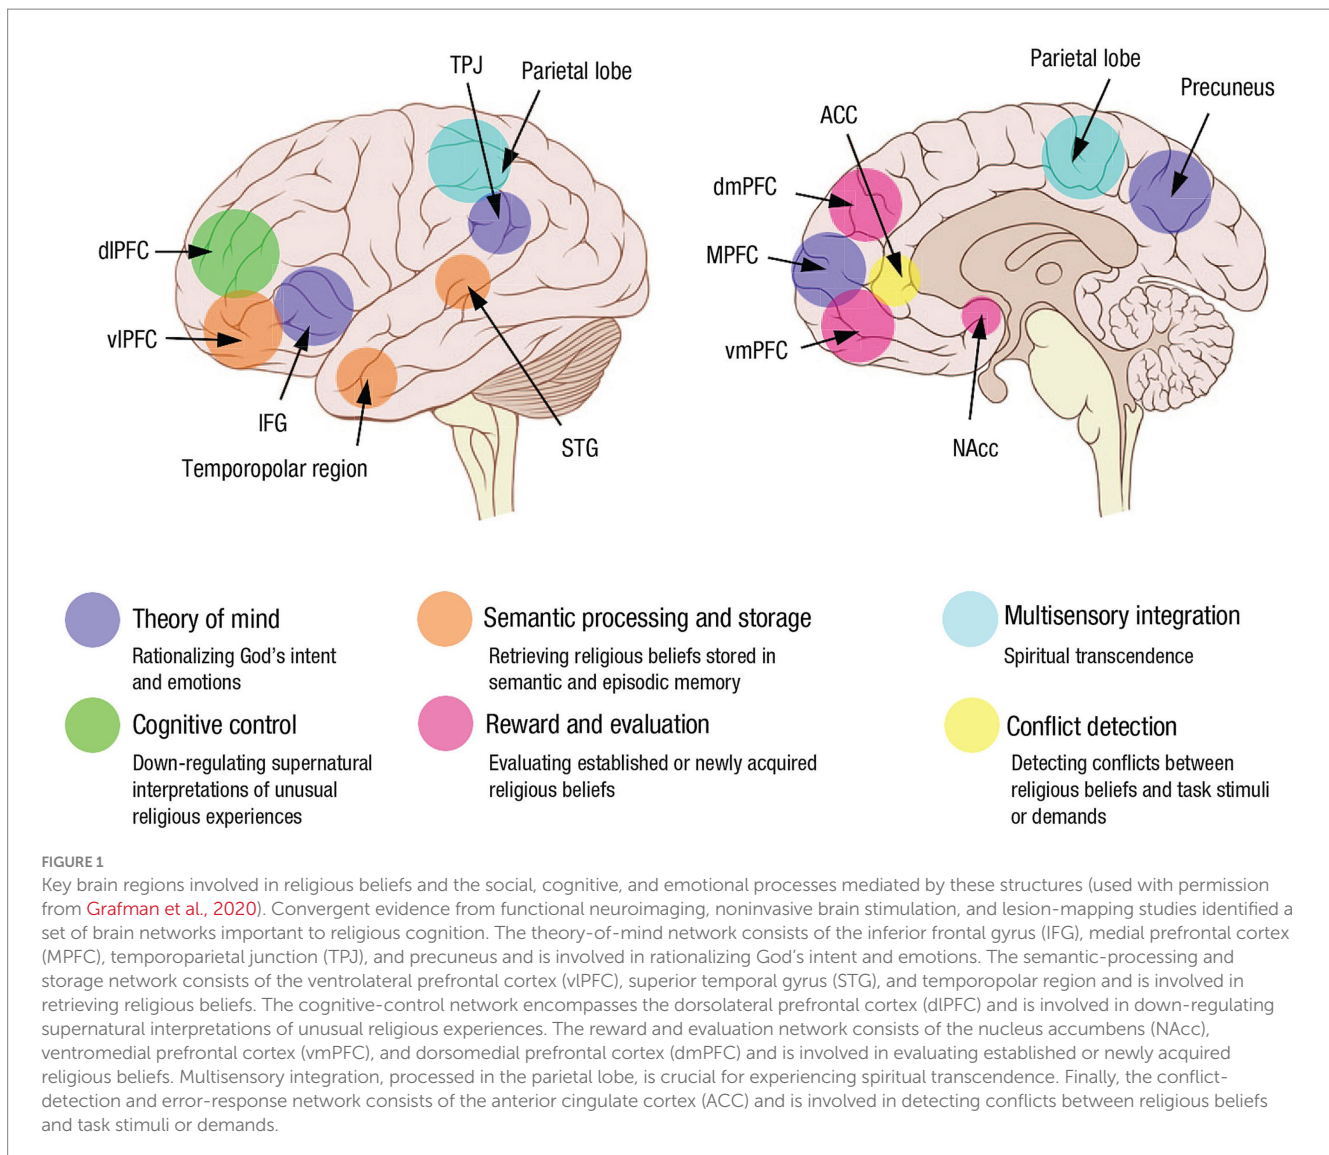 TPJ
Parietal lobe
dlPFC
vlPFC
IFG
Temporopolar region
STG
Parietal lobe
Precuneus
ACC
dmPFC
MPFC
vmPFC
NAcc
Theory of mind
Rationalizing God's intent
and emotions
Cognitive control
Down-regulating supernatural
interpretations of unusual
religious experiences
Semantic processing and storage
Retrieving religious beliefs stored in
semantic and episodic memory
Reward and evaluation
Evaluating established or newly acquired
religious beliefs
Multisensory integration
Spiritual transcendence
Conflict detection
Detecting conflicts between
religious beliefs and task stimuli
or demands
FIGURE 1
Key brain regions involved in religious beliefs and the social, cognitive, and emotional processes mediated by these structures (used with permission
from Grafman et al., 2020). Convergent evidence from functional neuroimaging, noninvasive brain stimulation, and lesion-mapping studies identified a
set of brain networks important to religious cognition. The theory-of-mind network consists of the inferior frontal gyrus (IFG), medial prefrontal cortex
(MPFC), temporoparietal junction (TPJ), and precuneus and is involved in rationalizing God's intent and emotions. The semantic-processing and
storage network consists of the ventrolateral prefrontal cortex (vlPFC), superior temporal gyrus (STG), and temporopolar region and is involved in
retrieving religious beliefs. The cognitive-control network encompasses the dorsolateral prefrontal cortex (dlPFC) and is involved in down-regulating
supernatural interpretations of unusual religious experiences. The reward and evaluation network consists of the nucleus accumbens (NAcc),
ventromedial prefrontal cortex (vmPFC), and dorsomedial prefrontal cortex (dmPFC) and is involved in evaluating established or newly acquired
religious beliefs. Multisensory integration, processed in the parietal lobe, is crucial for experiencing spiritual transcendence. Finally, the conflict-
detection and error-response network consists of the anterior cingulate cortex (ACC) and is involved in detecting conflicts between religious beliefs
and task stimuli or demands.